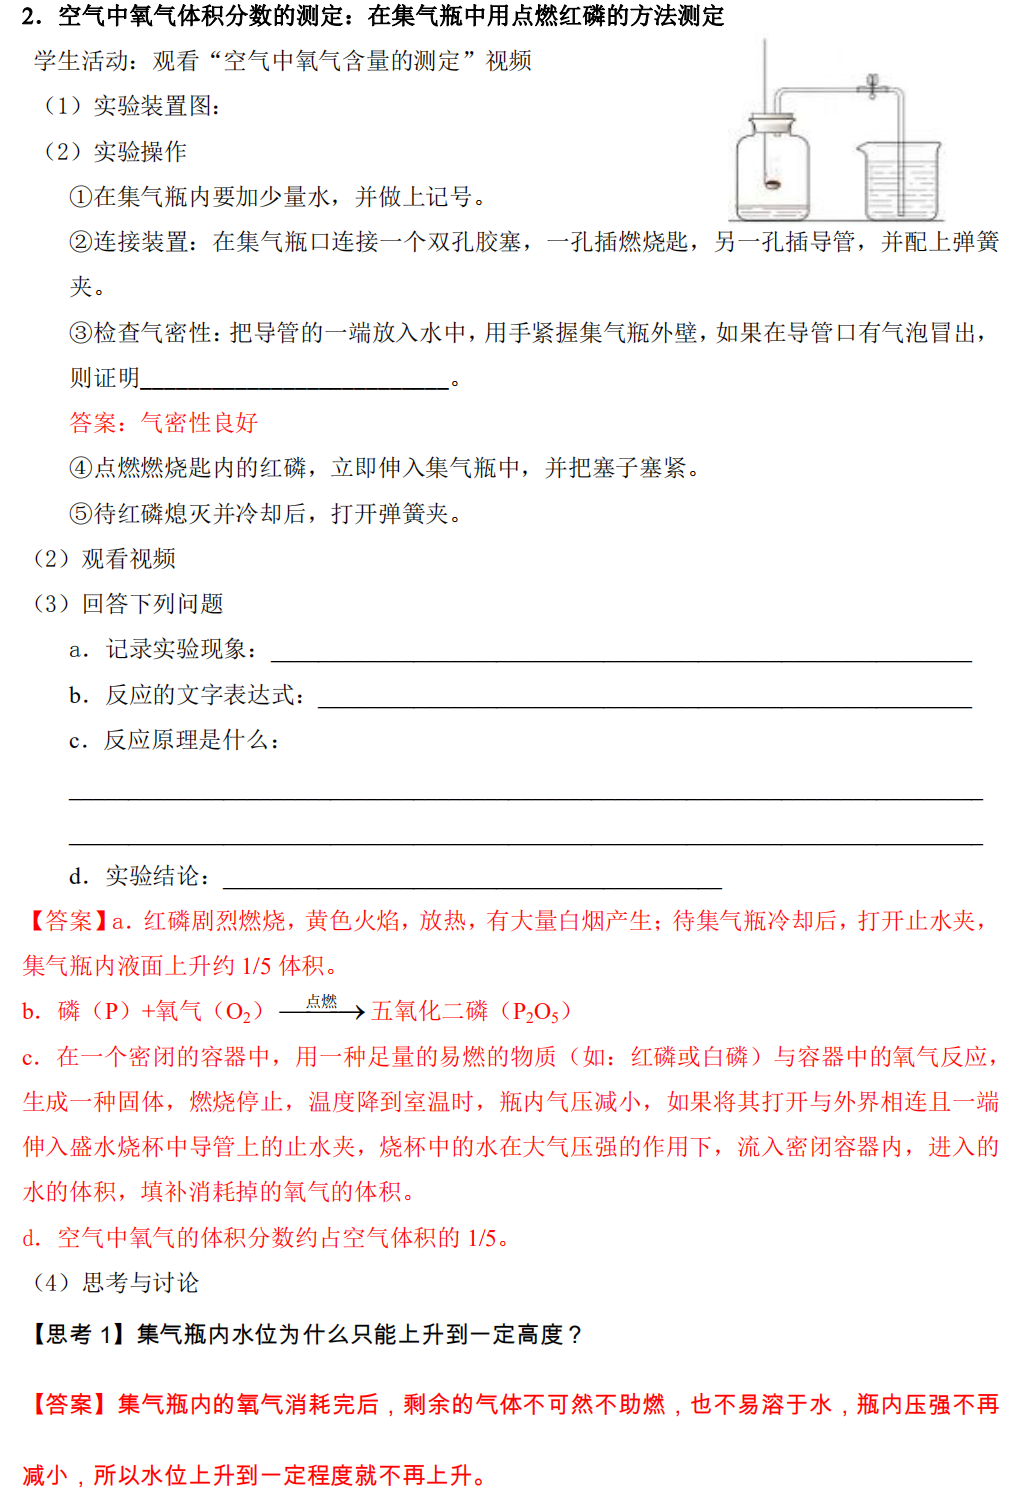 2．空气中氧气体积分数的测定：在集气瓶中用点燃红磷的方法测定
学生活动：观看“空气中氧气含量的测定”视频
（1）实验装置图：
（2）实验操作
①在集气瓶内要加少量水，并做上记号。
②连接装置：在集气瓶口连接一个双孔胶塞，一孔插燃烧匙，另一孔插导管，并配上弹簧
夹。
③检查气密性：把导管的一端放入水中，用手紧握集气瓶外壁，如果在导管口有气泡冒出，
则证明__________________________。
答案：气密性良好
④点燃燃烧匙内的红磷，立即伸入集气瓶中，并把塞子塞紧。
⑤待红磷熄灭并冷却后，打开弹簧夹。
（2）观看视频
（3）回答下列问题
a．记录实验现象：____________________________________________________________
b．反应的文字表达式：________________________________________________________
c．反应原理是什么：
______________________________________________________________________________
______________________________________________________________________________
d．实验结论：__________________________________________
【答案】a．红磷剧烈燃烧，黄色火焰，放热，有大量白烟产生；待集气瓶冷却后，打开止水夹，
集气瓶内液面上升约 1/5 体积。
b．磷（P）+氧气（O₂） —点燃→ 五氧化二磷（P₂O₅）
c．在一个密闭的容器中，用一种足量的易燃的物质（如：红磷或白磷）与容器中的氧气反应，
生成一种固体，燃烧停止，温度降到室温时，瓶内气压减小，如果将其打开与外界相连且一端
伸入盛水烧杯中导管上的止水夹，烧杯中的水在大气压强的作用下，流入密闭容器内，进入的
水的体积，填补消耗掉的氧气的体积。
d．空气中氧气的体积分数约占空气体积的 1/5。
（4）思考与讨论
【思考 1】集气瓶内水位为什么只能上升到一定高度？
【答案】集气瓶内的氧气消耗完后，剩余的气体不可然不助燃，也不易溶于水，瓶内压强不再
减小，所以水位上升到一定程度就不再上升。